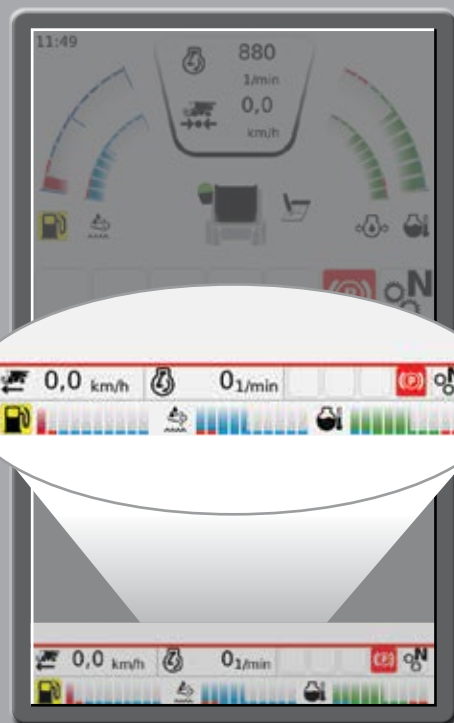 11:49
880
1/min
0,0
km/h
(P) N
0,0 km/h 0 1/min (P) N
0,0 km/h 0 1/min (P) N